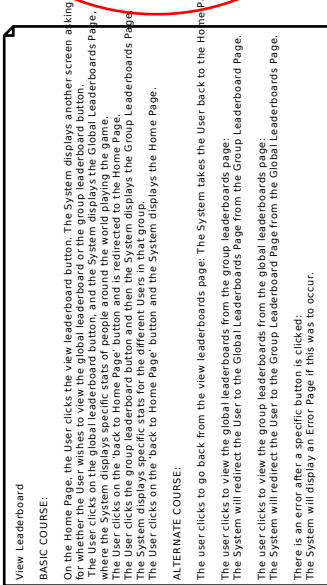 View Leaderboard
BASIC COURSE:
On the Home Page, the User clicks the view leaderboard button. The System displays another screen asking
for whether the User wishes to view the global leaderboard or the group leaderboard button.
The User clicks on the global leaderboard button, and the System displays the Global Leaderboards Page,
where the System displays specific stats of people around the world playing the game.
The User clicks on the 'back to Home Page' button and is redirected to the Home Page.
The User clicks the group leaderboard button and then the System displays the Group Leaderboards Page.
The System displays specific stats for the different Users in that group.
The User clicks on the 'back to Home Page' button and the System displays the Home Page.
ALTERNATE COURSE:
The user clicks to go back from the view leaderboards page: The System takes the User back to the Home
The user clicks to view the global leaderboards from the group leaderboards page:
The System will redirect the User to the Global Leaderboards Page from the Group Leaderboard Page.
The user clicks to view the group leaderboards from the global leaderboards page:
The System will redirect the User to the Group Leaderboard Page from the Global Leaderboards Page.
There is an error after a specific button is clicked:
The System will display an Error Page if this was to occur.